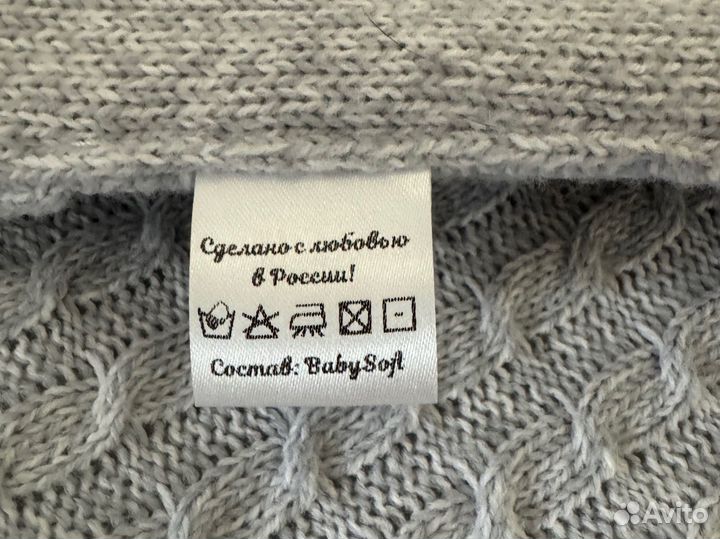 Сделано с любовью
в России!
Состав: BabySoft
Avito